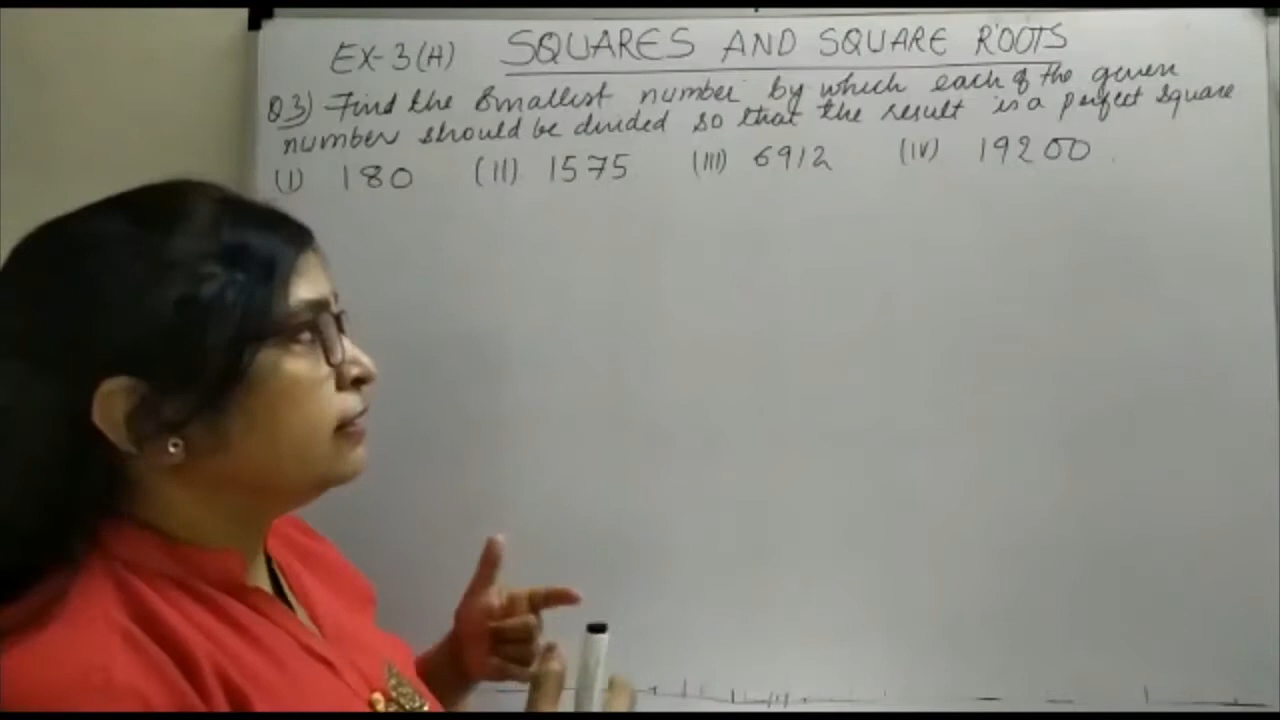 EX-3(A) SQUARES AND SQUARE ROOTS
Q3) Find the smallest number by which each of the given
number should be divided so that the result is a perfect square
(I) 180 (II) 1575 (III) 6912 (IV) 19200